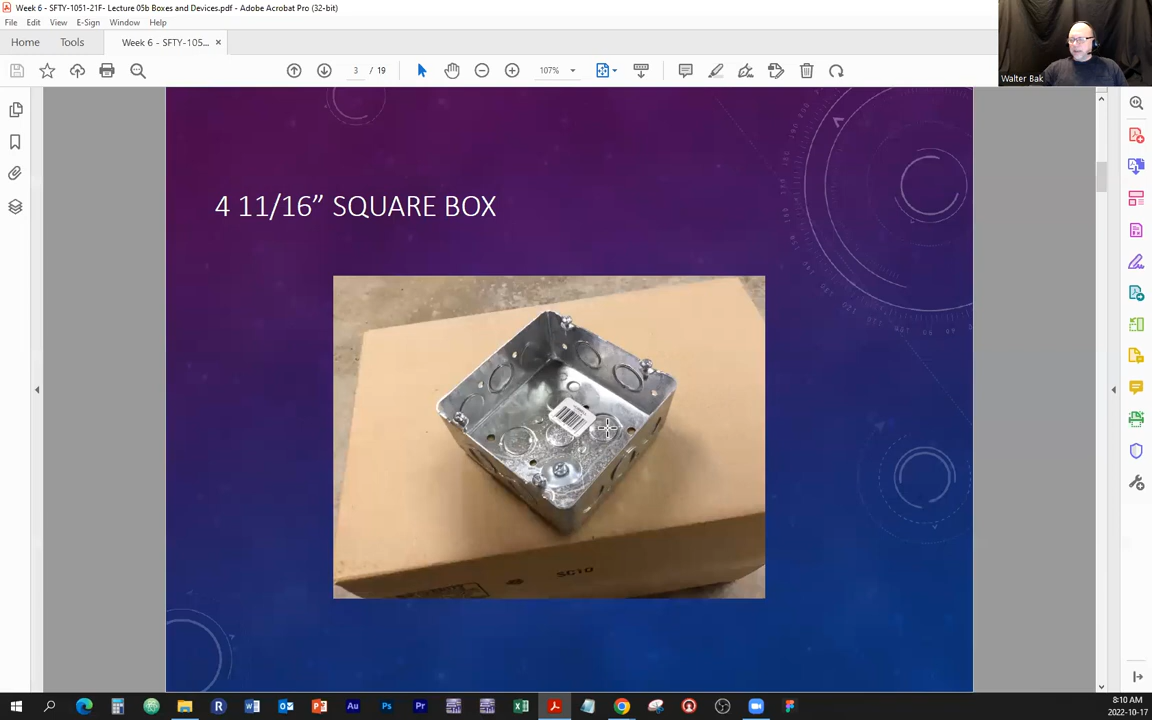 Week 6 - SFTY-1051-21F- Lecture 05b Boxes and Devices.pdf - Adobe Acrobat Pro (32-bit)
File Edit View E-Sign Window Help
Home Tools Week 6 - SFTY-105... ×
3 / 19 107%
Walter Bak
4 11/16” SQUARE BOX
8:10 AM
2022-10-17